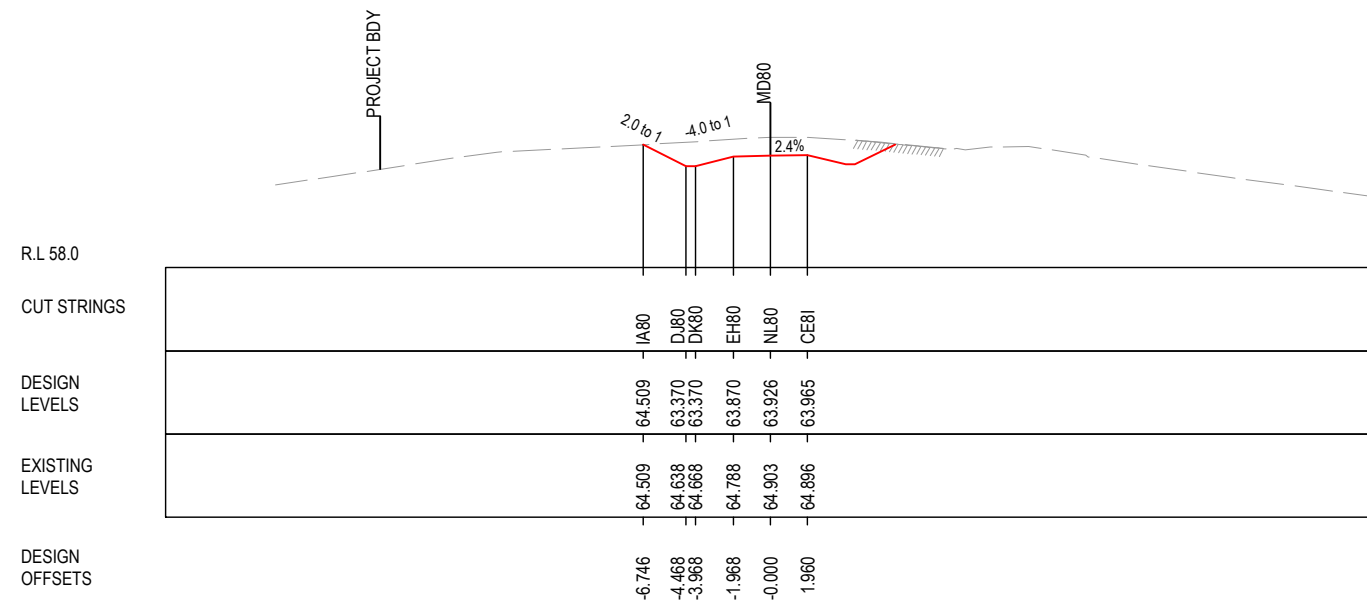 PROJECT BDY
MD80
2.0 to 1
-4.0 to 1
2.4%
R.L 58.0
CUT STRINGS
IA80
DJ80
DK80
EH80
NL80
CE8I
DESIGN
LEVELS
64.509
63.370
63.370
63.870
63.926
63.965
EXISTING
LEVELS
64.509
64.638
64.668
64.788
64.903
64.896
DESIGN
OFFSETS
-6.746
-4.468
-3.968
-1.968
-0.000
1.960